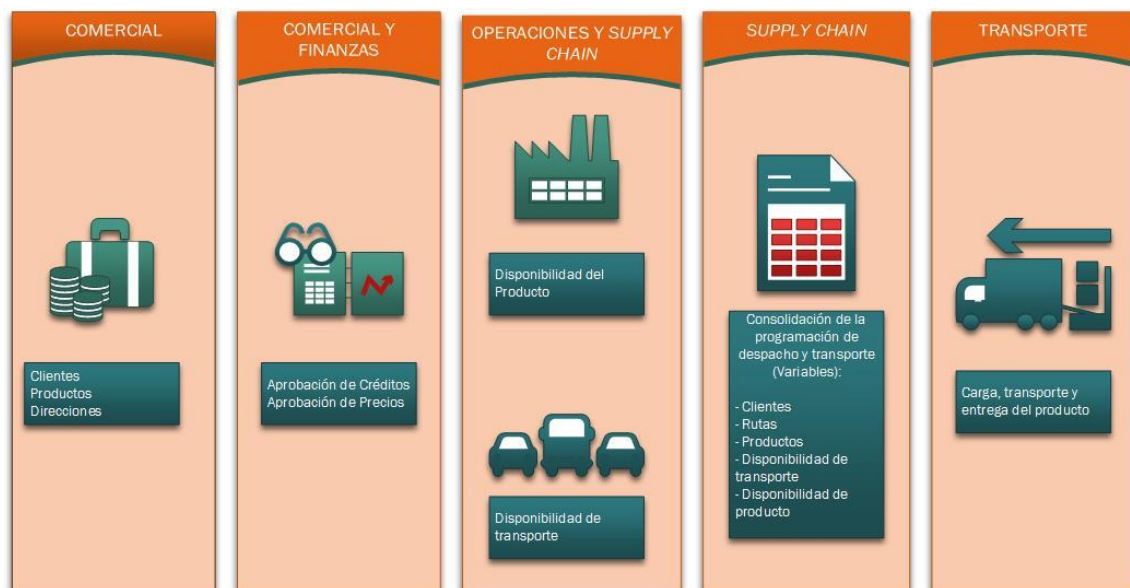 COMERCIAL
Clientes
Productos
Direcciones
COMERCIAL Y
FINANZAS
Aprobación de Créditos
Aprobación de Precios
OPERACIONES Y SUPPLY
CHAIN
Disponibilidad del
Producto
Disponibilidad de
transporte
SUPPLY CHAIN
Consolidación de la
programación de
despacho y transporte
(Variables):
- Clientes
- Rutas
- Productos
- Disponibilidad de
transporte
- Disponibilidad de
producto
TRANSPORTE
Carga, transporte y
entrega del producto